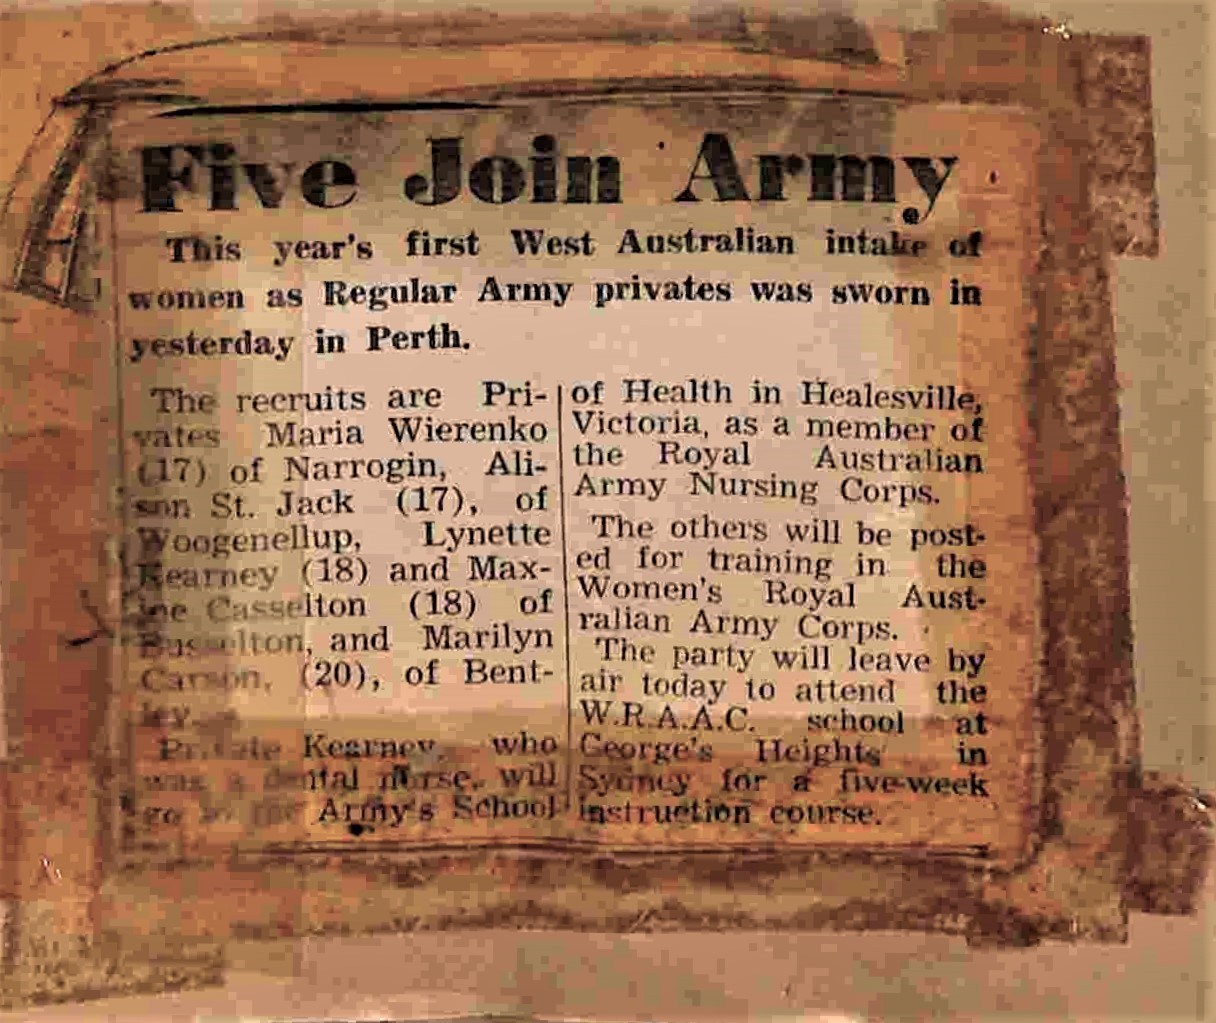 Five Join Army
This year's first West Australian intake of
women as Regular Army privates was sworn in
yesterday in Perth.
The recruits are Pri-
vates Maria Wierenko
(17) of Narrogin, Ali-
son St. Jack (17), of
Woogenellup, Lynette
Kearney (18) and Max-
ine Casselton (18) of
Busselton, and Marilyn
Carson, (20), of Bent-
ley.
Private Kearney, who
was a dental nurse, will
go to the Army's School
of Health in Healesville,
Victoria, as a member of
the Royal Australian
Army Nursing Corps.
The others will be post-
ed for training in the
Women's Royal Aust-
ralian Army Corps.
The party will leave by
air today to attend the
W.R.A.A.C. school at
George's Heights in
Sydney for a five-week
instruction course.